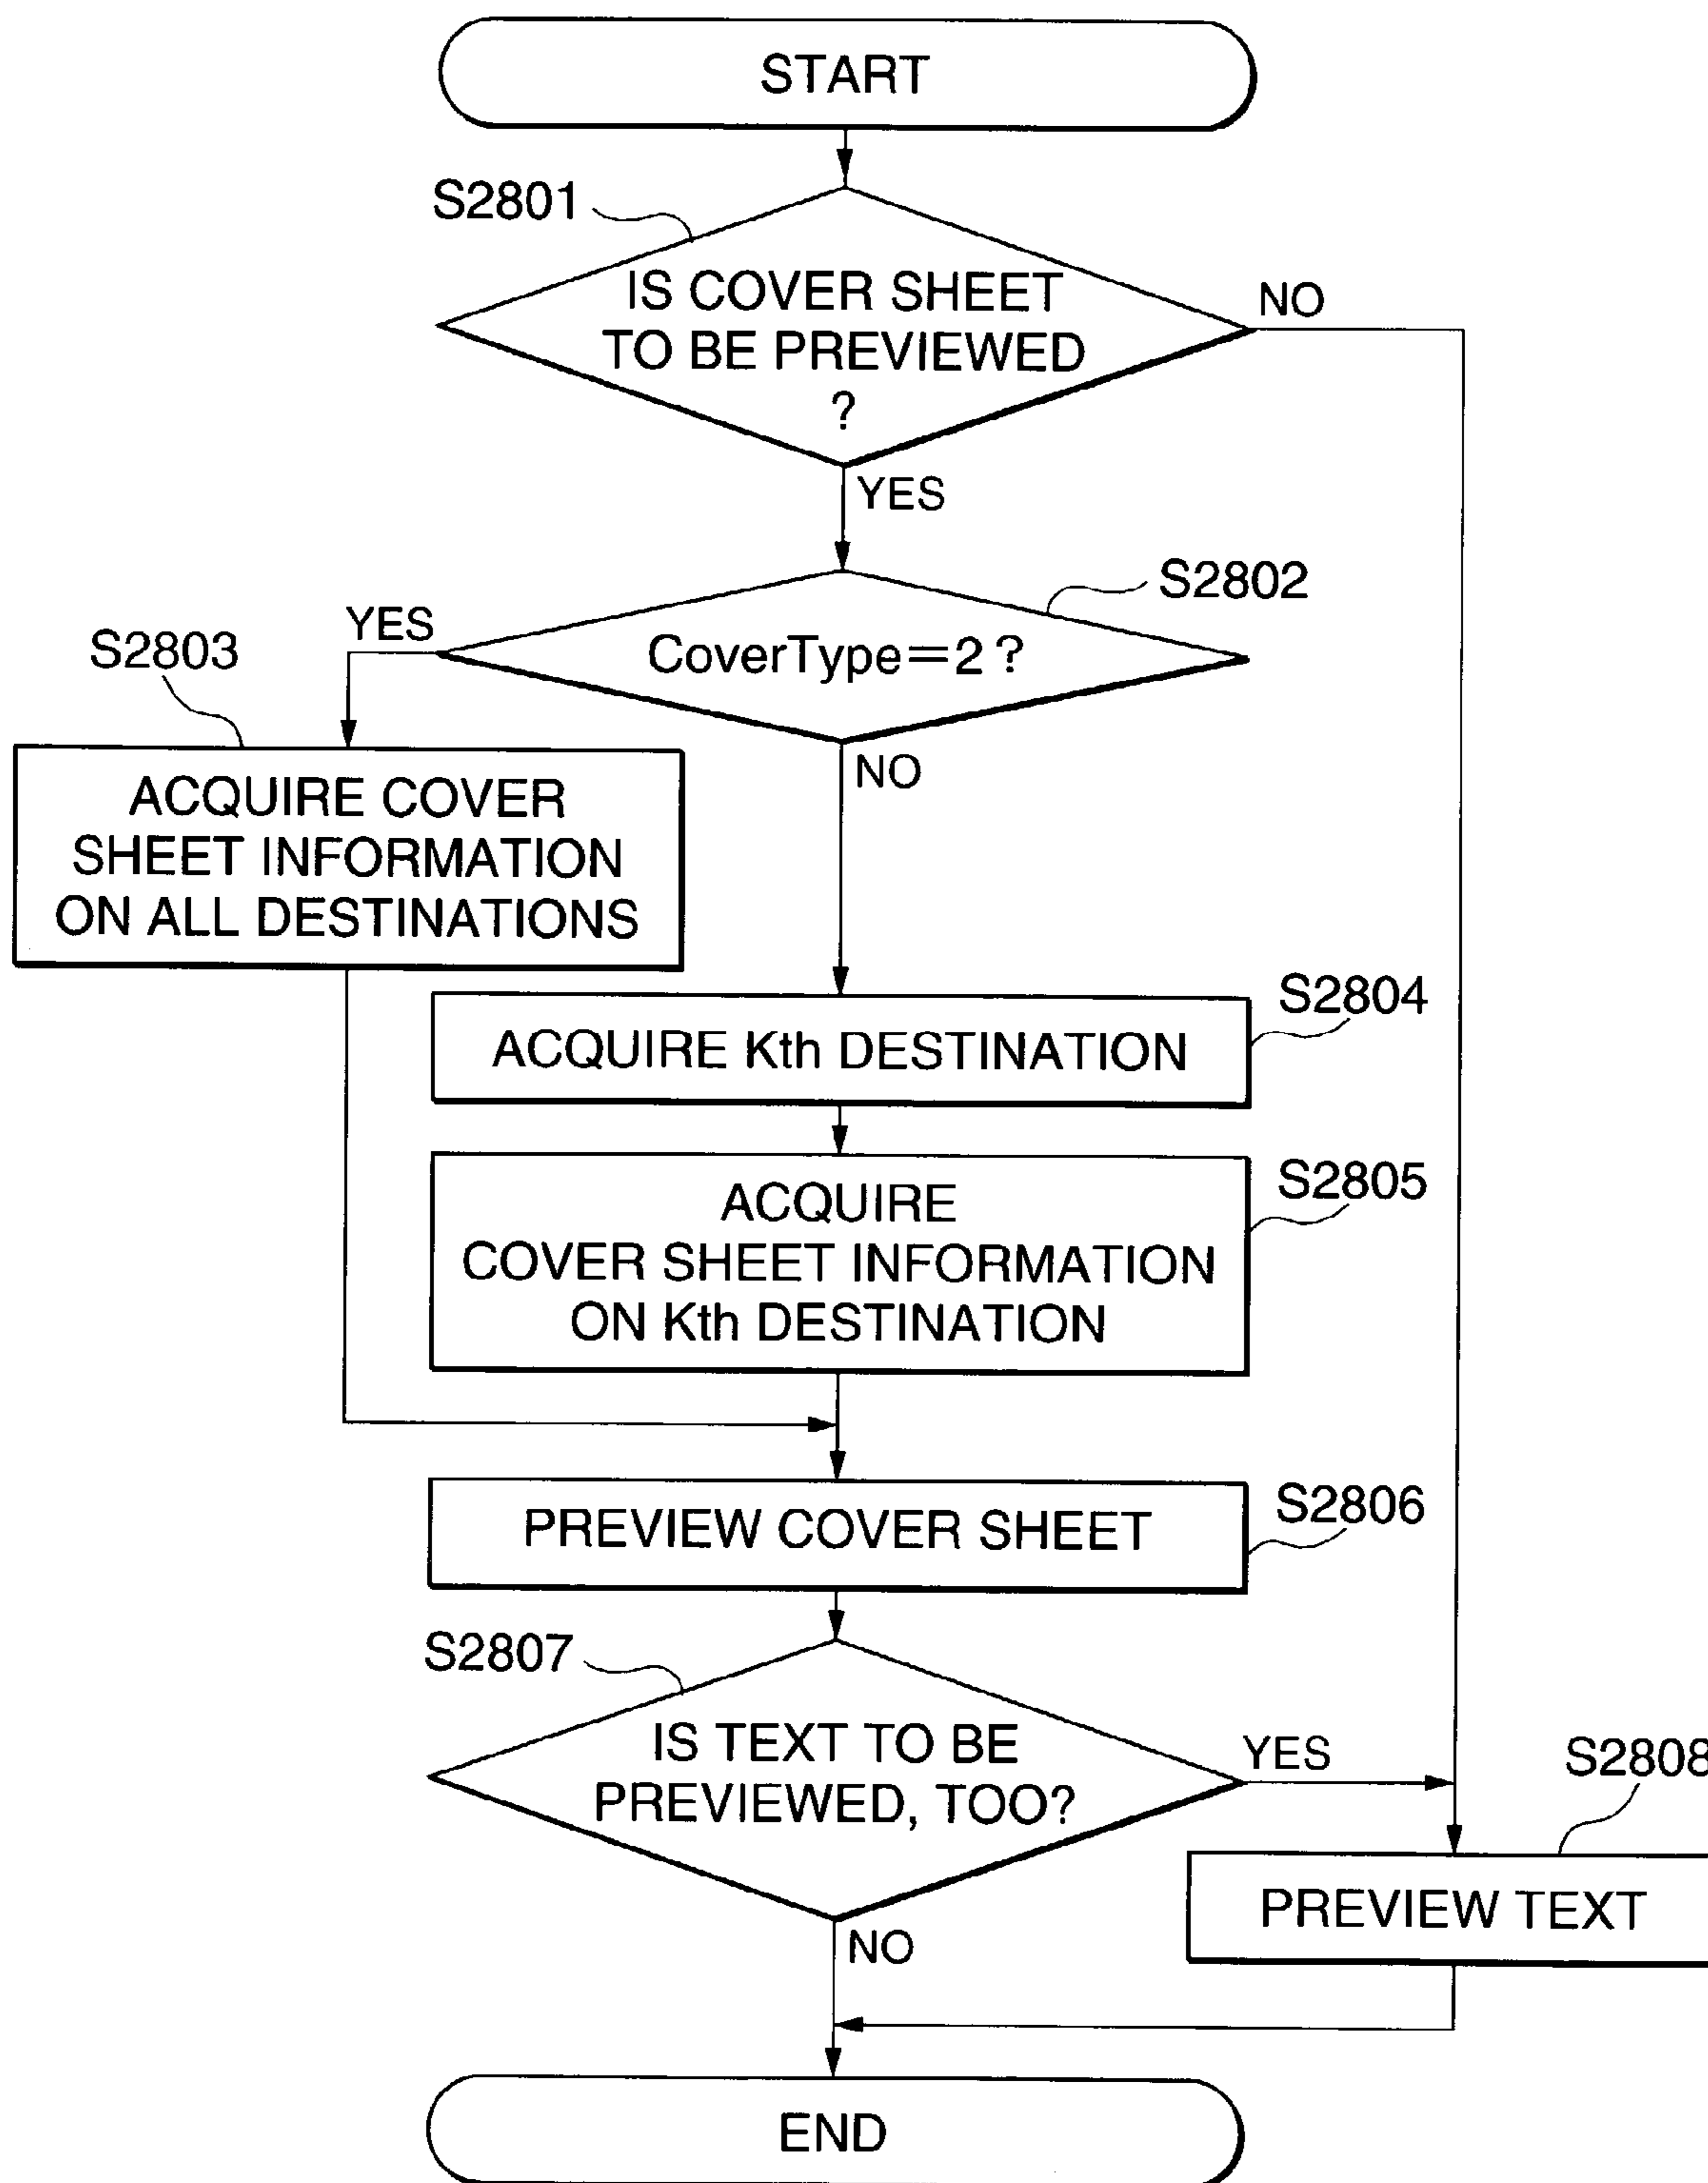 START
S2801
IS COVER SHEET
TO BE PREVIEWED
?
NO
YES
S2802
YES
CoverType=2 ?
S2803
NO
ACQUIRE COVER
SHEET INFORMATION
ON ALL DESTINATIONS
S2804
ACQUIRE Kth DESTINATION
S2805
ACQUIRE
COVER SHEET INFORMATION
ON Kth DESTINATION
S2806
PREVIEW COVER SHEET
S2807
IS TEXT TO BE
PREVIEWED, TOO?
YES
S2808
PREVIEW TEXT
NO
END